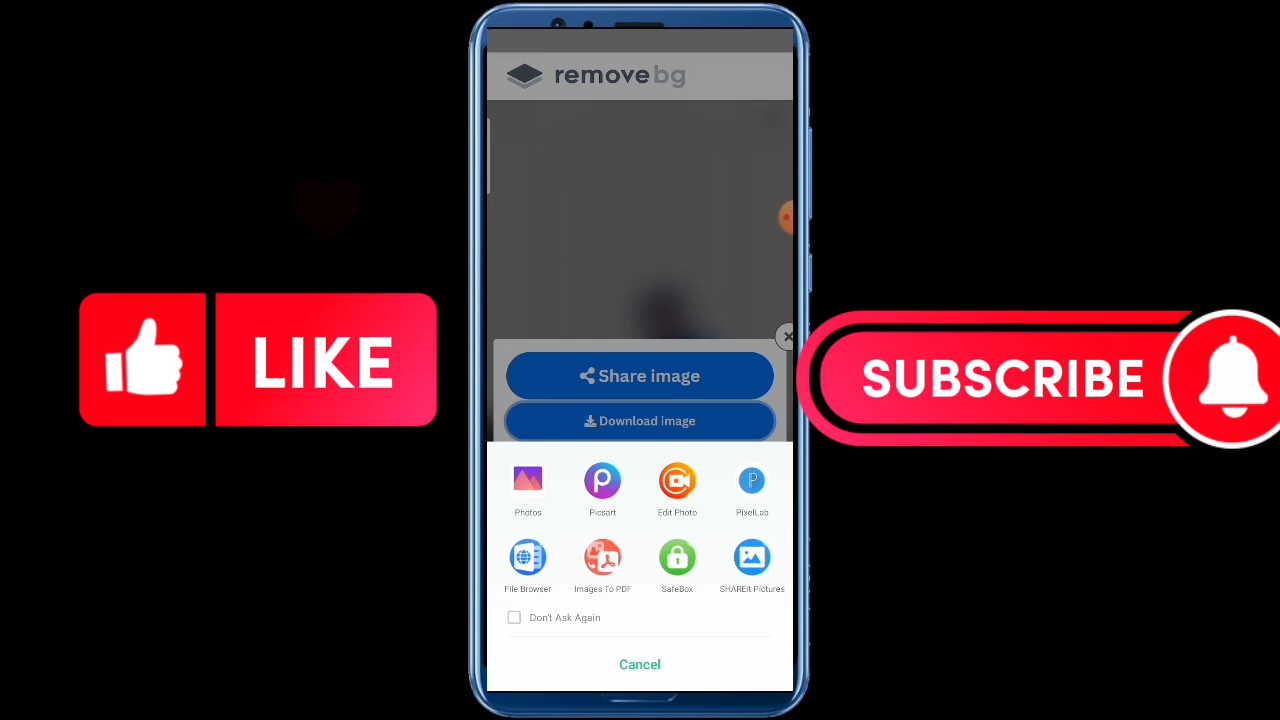 remove bg
LIKE
Share image
SUBSCRIBE
Download image
Photos
Picsart
Edit Photo
PixelLab
File Browser
Images To PDF
SafeBox
SHAREit Pictures
Don't Ask Again
Cancel